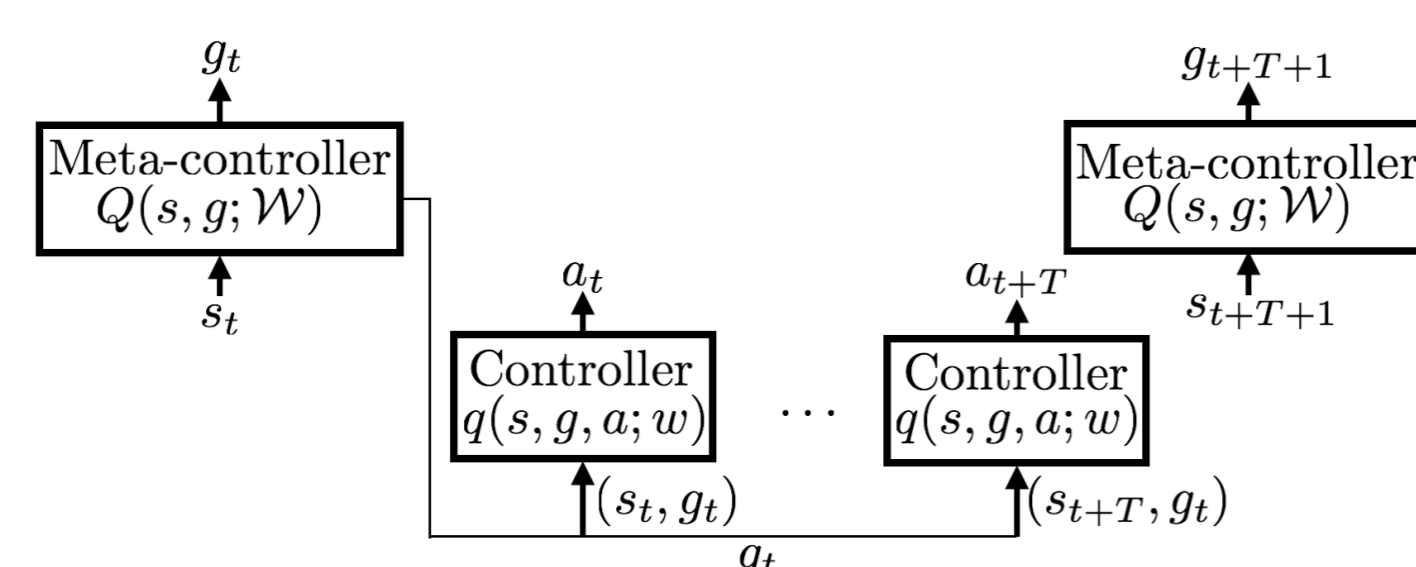 g_t
Meta-controller
Q(s, g; 𝒲)
s_t
a_t
Controller
q(s, g, a; w)
(s_t, g_t)
...
a_{t+T}
Controller
q(s, g, a; w)
(s_{t+T}, g_t)
g_t
g_{t+T+1}
Meta-controller
Q(s, g; 𝒲)
s_{t+T+1}